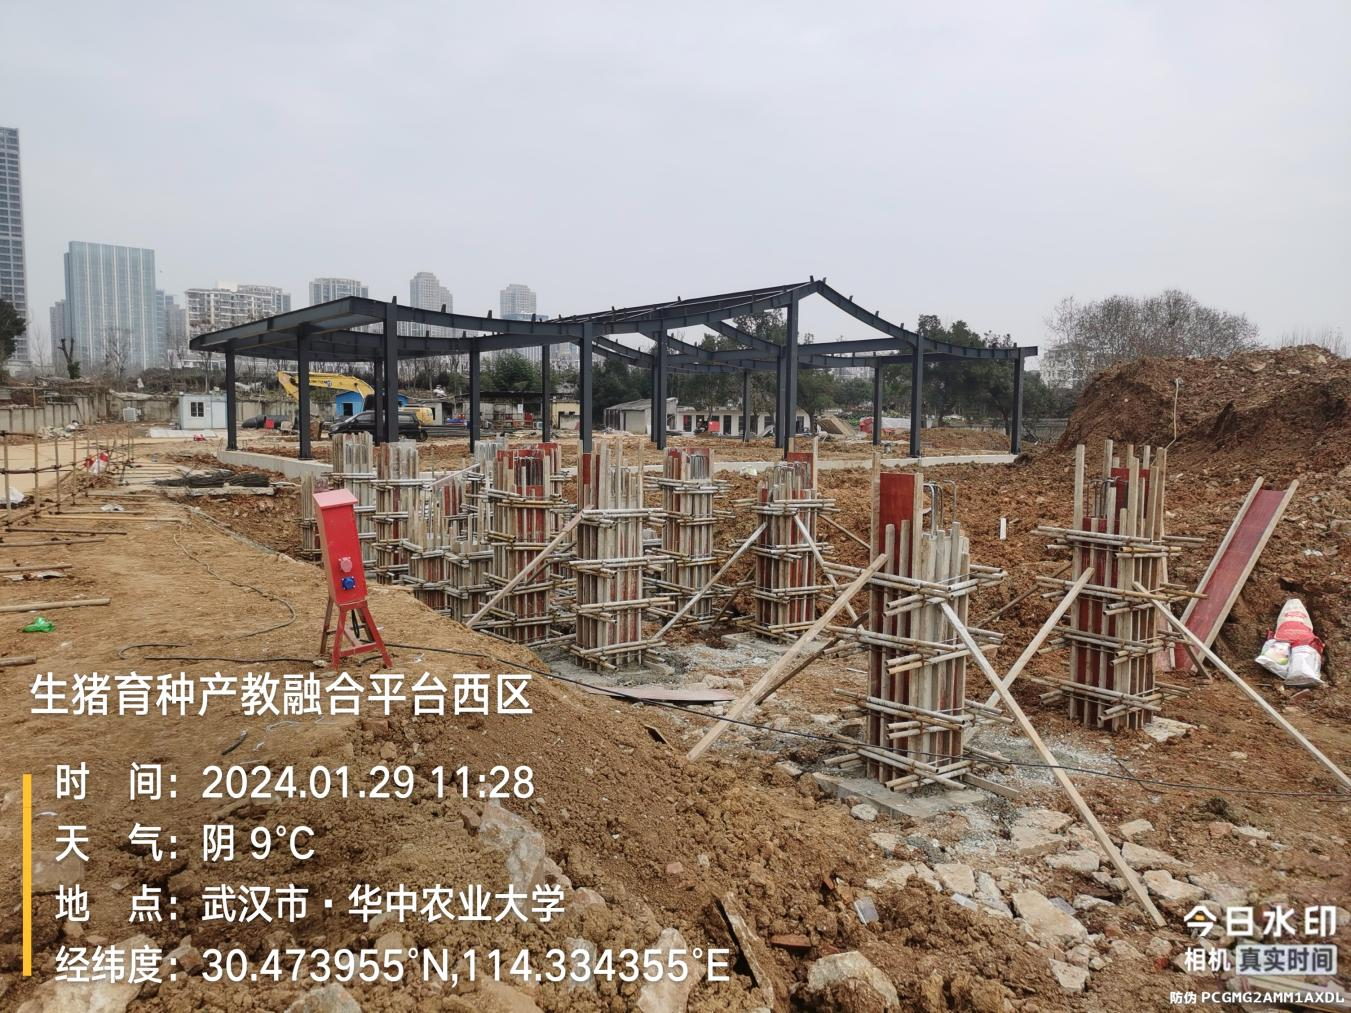 生猪育种产教融合平台西区
时 间：2024.01.29 11:28
天 气：阴 9°C
地 点：武汉市·华中农业大学
经纬度：30.473955°N,114.334355°E
今日水印
相机 真实时间
防伪 PCGMG2AMM1AXDL